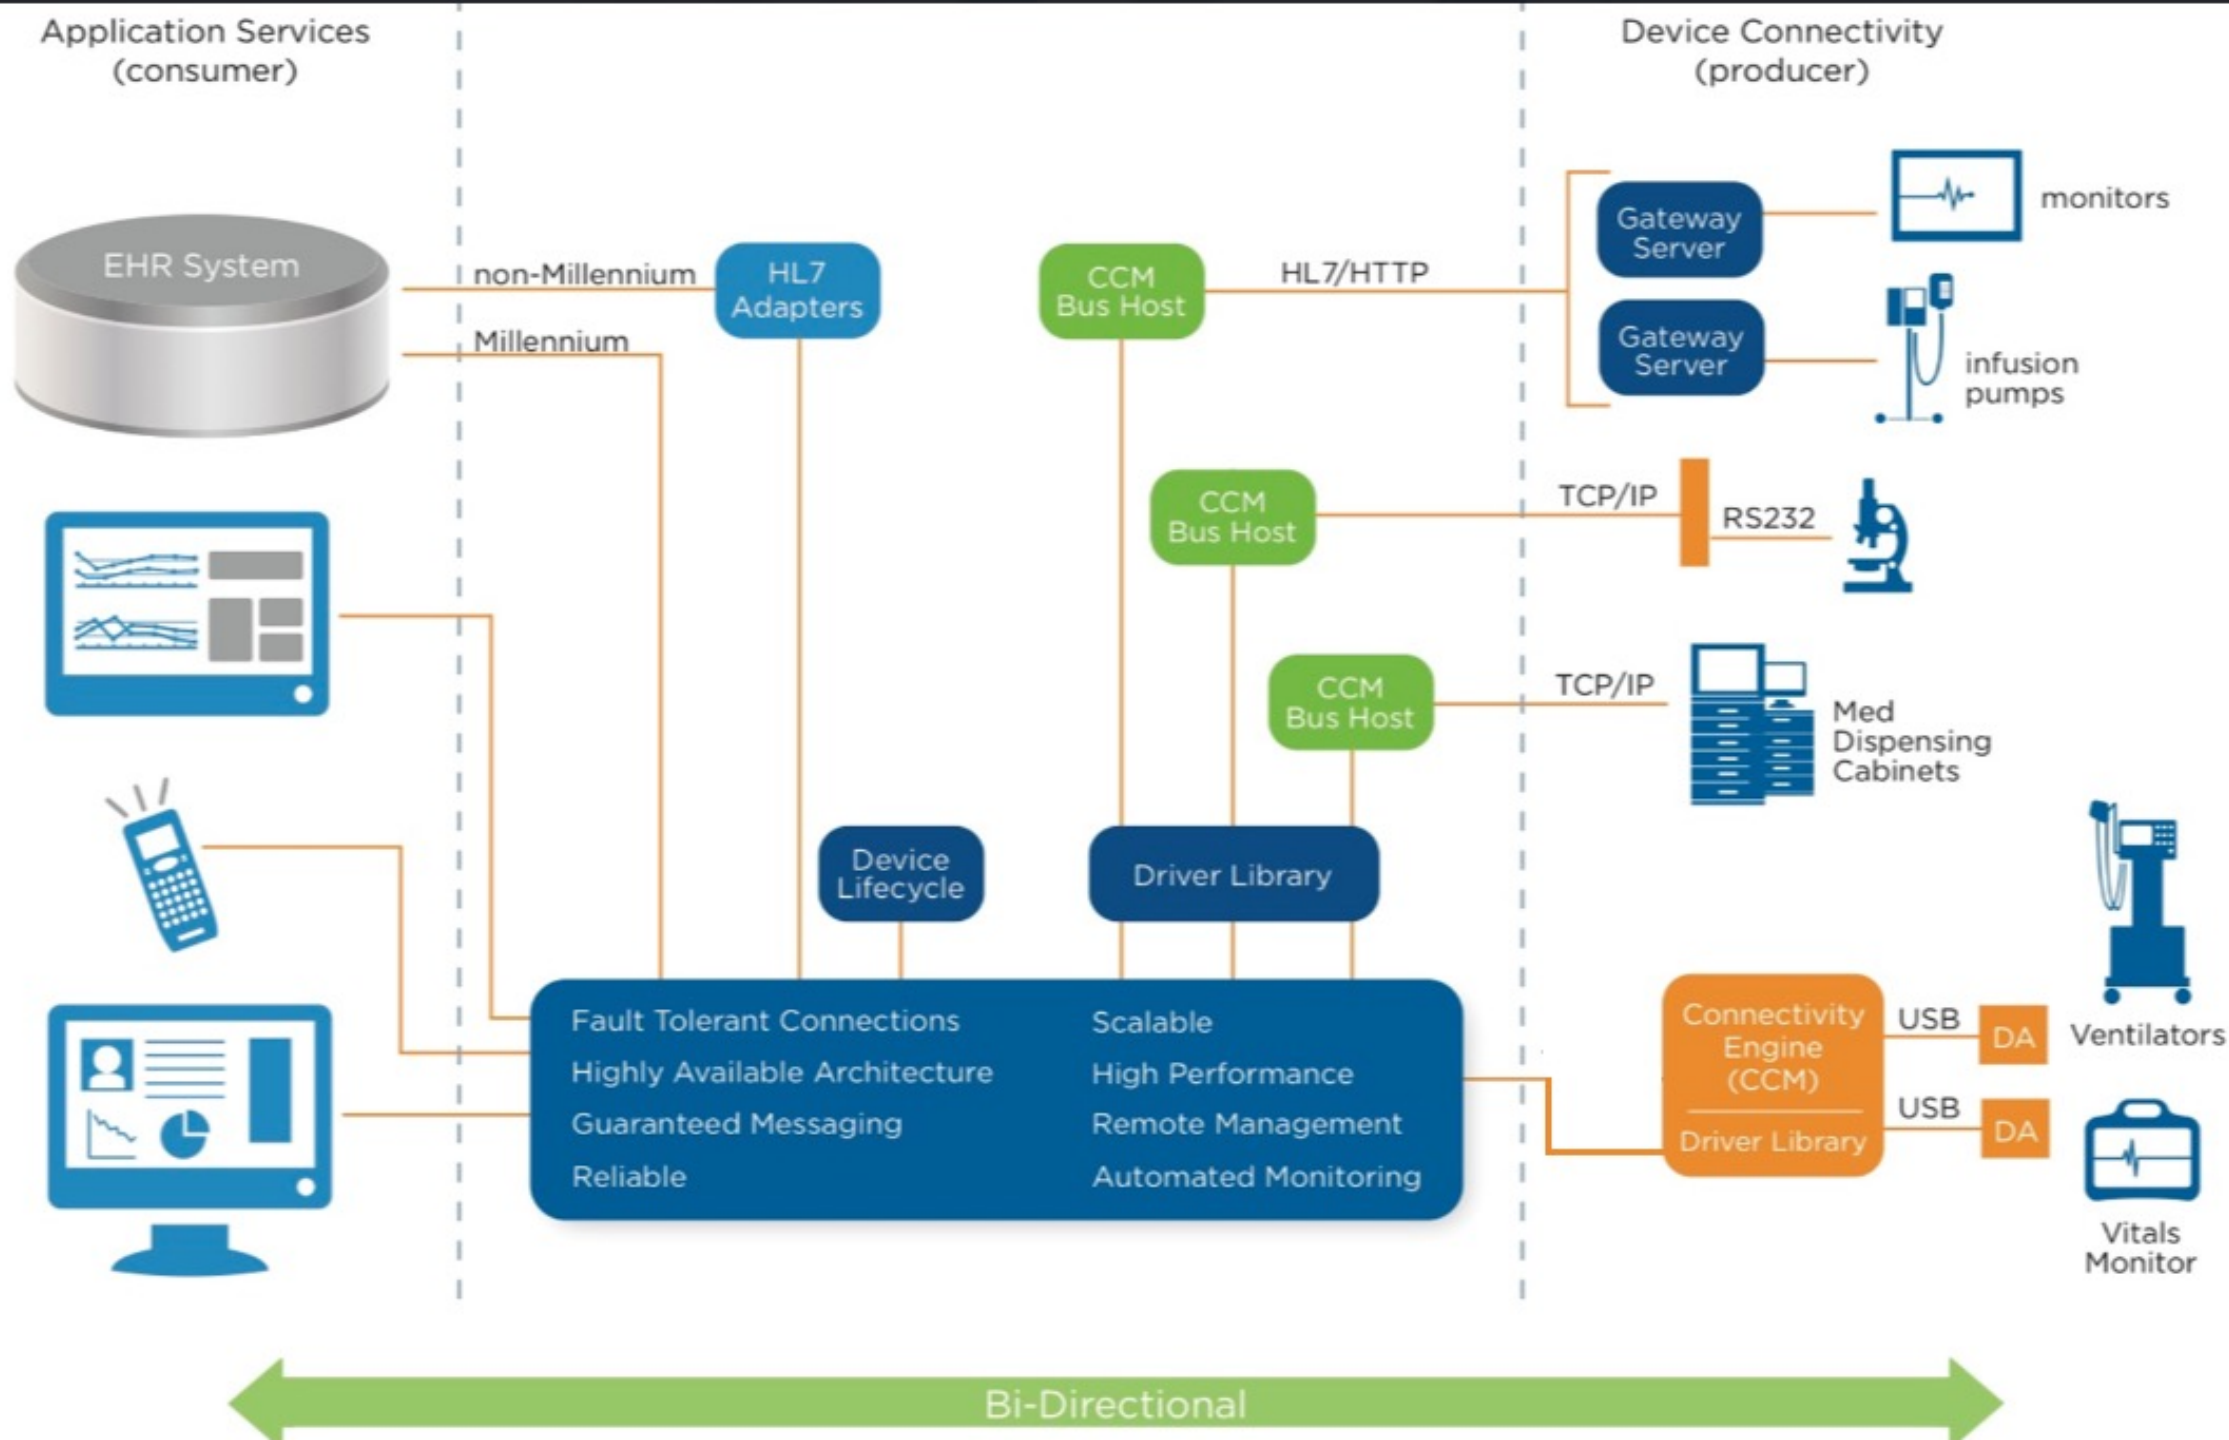 Application Services
(consumer)
Device Connectivity
(producer)
EHR System
non-Millennium
Millennium
HL7
Adapters
CCM
Bus Host
HL7/HTTP
Gateway
Server
monitors
Gateway
Server
infusion
pumps
CCM
Bus Host
TCP/IP
RS232
CCM
Bus Host
TCP/IP
Med
Dispensing
Cabinets
Device
Lifecycle
Driver Library
Fault Tolerant Connections
Highly Available Architecture
Guaranteed Messaging
Reliable
Scalable
High Performance
Remote Management
Automated Monitoring
Connectivity
Engine
(CCM)
Driver Library
USB
DA
Ventilators
USB
DA
Vitals
Monitor
Bi-Directional